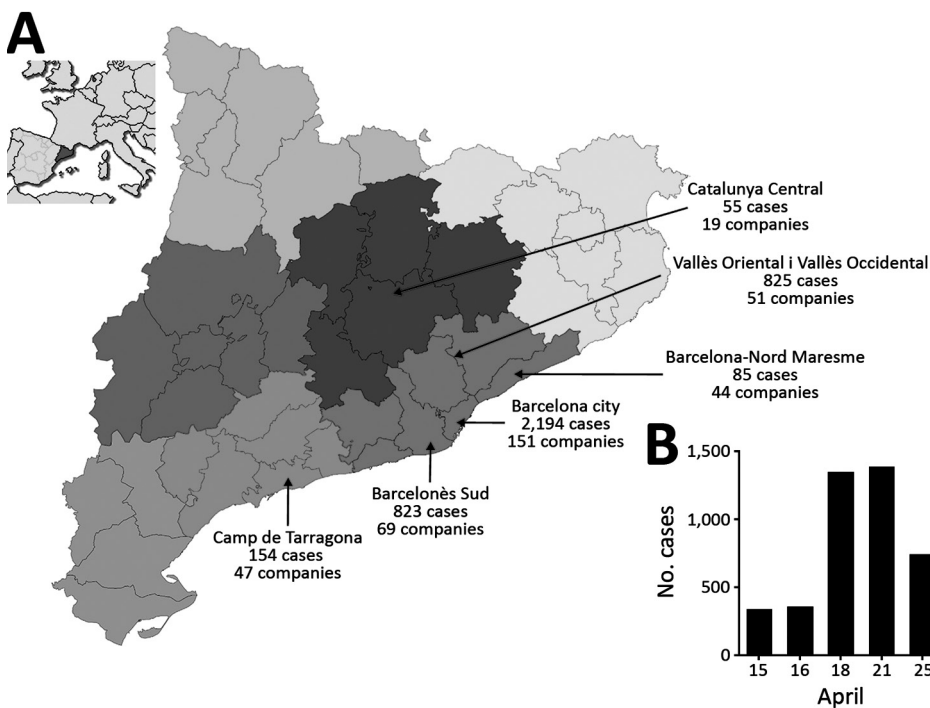 A
Catalunya Central
55 cases
19 companies
Vallès Oriental i Vallès Occidental
825 cases
51 companies
Barcelona-Nord Maresme
85 cases
44 companies
Barcelona city
2,194 cases
151 companies
Barcelonès Sud
823 cases
69 companies
Camp de Tarragona
154 cases
47 companies
B
No. cases
1,500
1,000
500
0
15 16 18 21 25
April